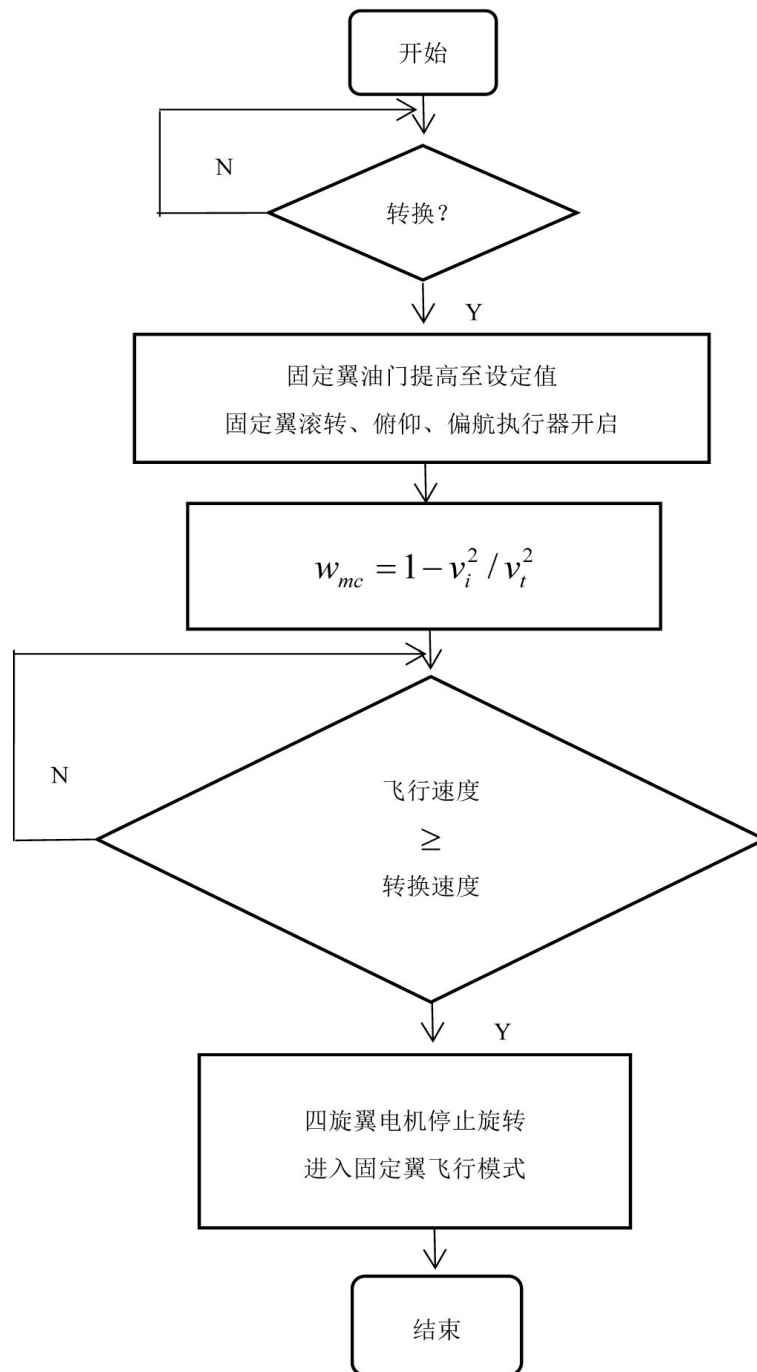 开始
N
转换？
Y
固定翼油门提高至设定值
固定翼滚转、俯仰、偏航执行器开启
$w_{mc} = 1 - v_i^2 / v_t^2$
N
飞行速度
≥
转换速度
Y
四旋翼电机停止旋转
进入固定翼飞行模式
结束